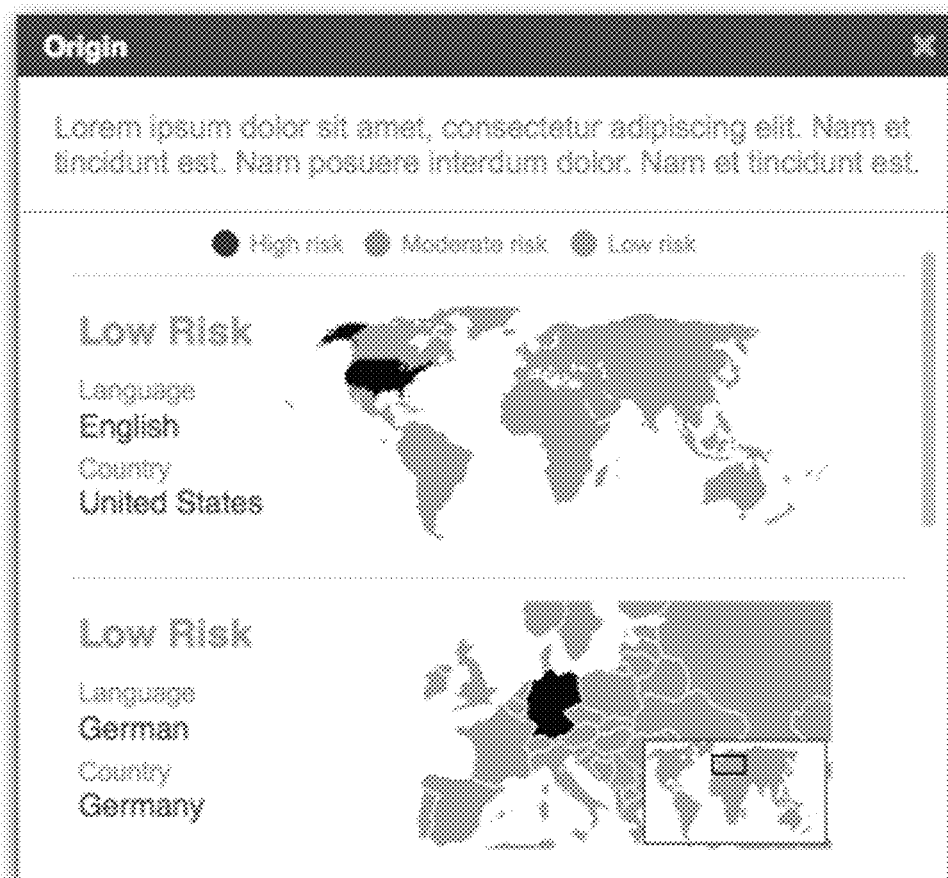 Origin
Lorem ipsum dolor sit amet, consectetur adipiscing elit. Nam et
tincidunt est. Nam posuere interdum dolor. Nam et tincidunt est.
High risk Moderate risk Low risk
Low Risk
Language
English
Country
United States
Low Risk
Language
German
Country
Germany